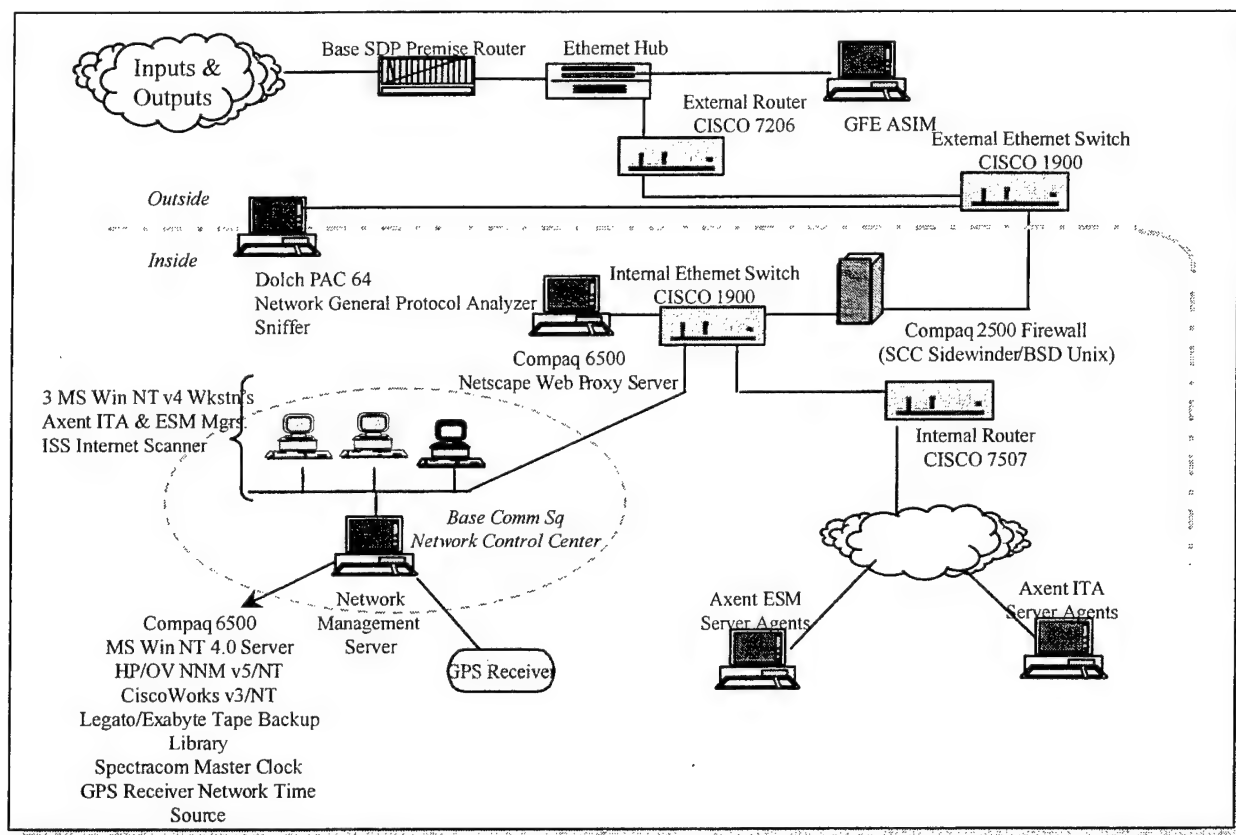 Base SDP Premise Router
Ethernet Hub
Inputs &
Outputs
External Router
CISCO 7206
GFE ASIM
External Ethernet Switch
CISCO 1900
Outside
Inside
Dolch PAC 64
Network General Protocol Analyzer
Sniffer
Internal Ethernet Switch
CISCO 1900
Compaq 2500 Firewall
(SCC Sidewinder/BSD Unix)
Compaq 6500
Netscape Web Proxy Server
3 MS Win NT v4 Wkstn's
Axent ITA & ESM Mgrs.
ISS Internet Scanner
Internal Router
CISCO 7507
Base Comm Sq
Network Control Center
Network
Management
Server
GPS Receiver
Axent ESM
Server Agents
Axent ITA
Server Agents
Compaq 6500
MS Win NT 4.0 Server
HP/OV NNM v5/NT
CiscoWorks v3/NT
Legato/Exabyte Tape Backup
Library
Spectracom Master Clock
GPS Receiver Network Time
Source